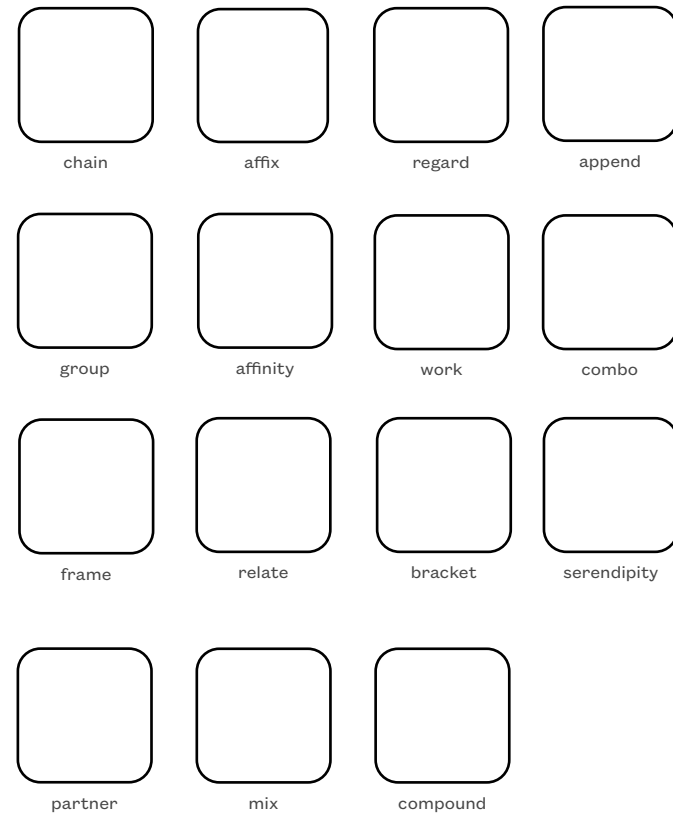 chain affix regard append
group affinity work combo
frame relate bracket serendipity
partner mix compound